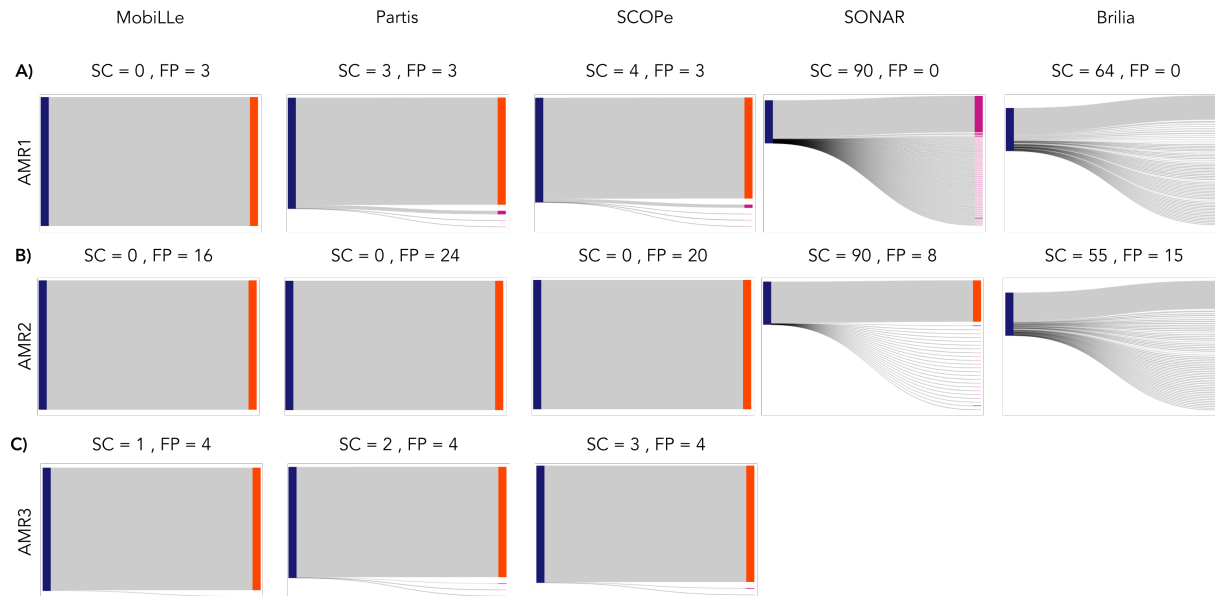 MobiLLe Partis SCOPe SONAR Brilia
A) SC = 0 , FP = 3 SC = 3 , FP = 3 SC = 4 , FP = 3 SC = 90 , FP = 0 SC = 64 , FP = 0
AMR1
B) SC = 0 , FP = 16 SC = 0 , FP = 24 SC = 0 , FP = 20 SC = 90 , FP = 8 SC = 55 , FP = 15
AMR2
C) SC = 1 , FP = 4 SC = 2 , FP = 4 SC = 3 , FP = 4
AMR3